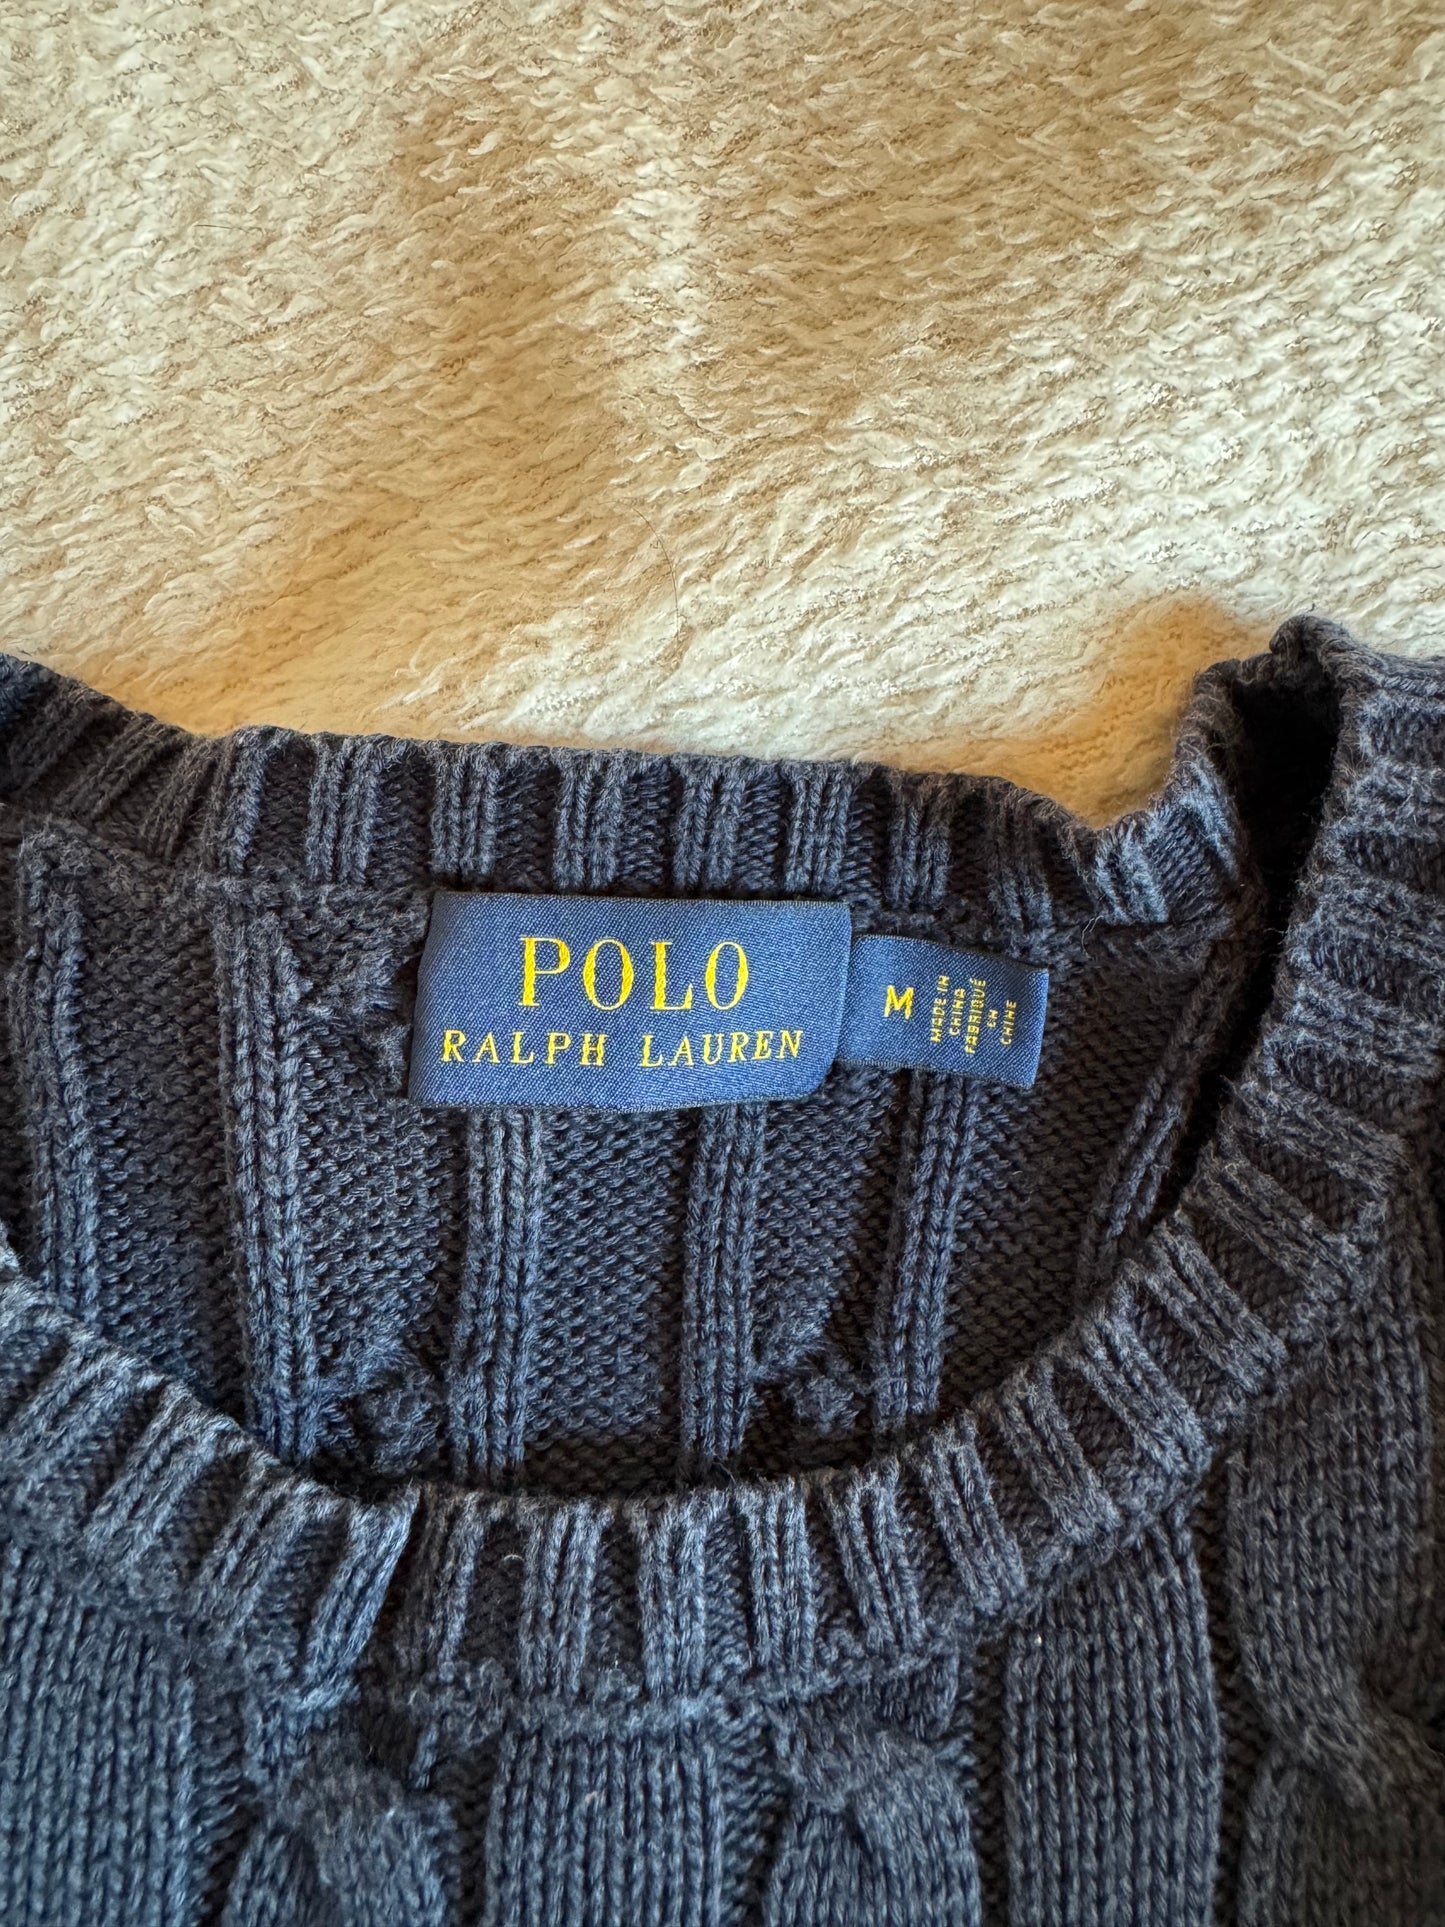 POLO
RALPH LAUREN
M
MADE IN
CHINA
FABRIQUÉ
EN
CHINE